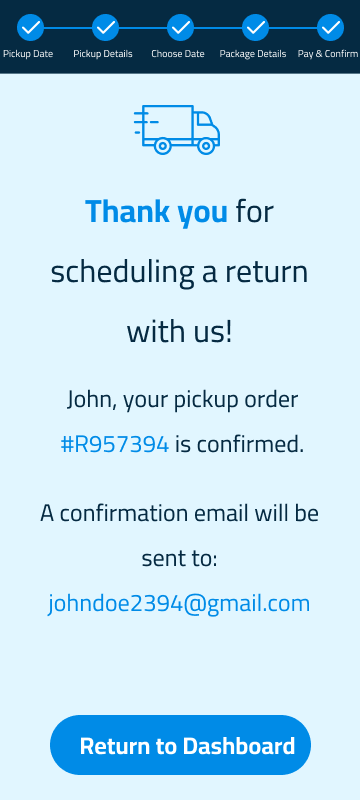 Pickup Date Pickup Details Choose Date Package Details Pay & Confirm
Thank you for
scheduling a return
with us!
John, your pickup order
#R957394 is confirmed.
A confirmation email will be
sent to:
johndoe2394@gmail.com
Return to Dashboard